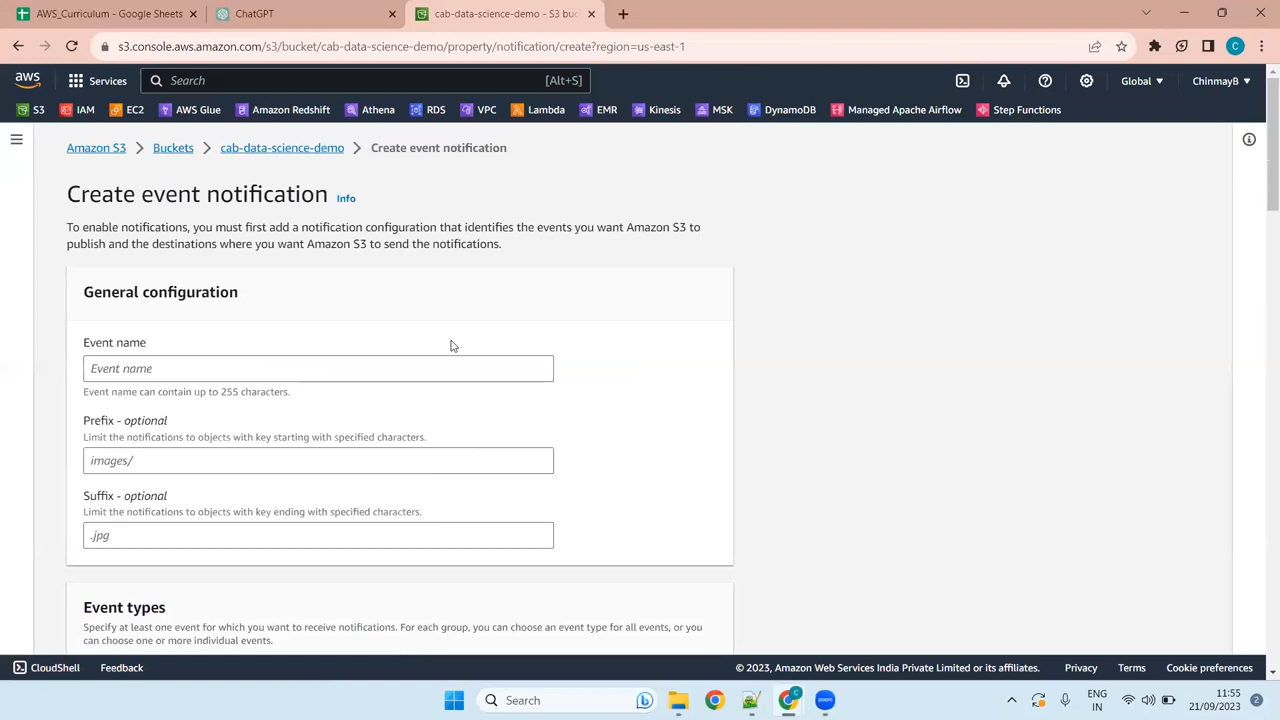 AWS_Curriculum - Google Sheets
ChatGPT
cab-data-science-demo - S3 buc
s3.console.aws.amazon.com/s3/bucket/cab-data-science-demo/property/notification/create?region=us-east-1
C
aws Services Search [Alt+S] Global ChinmayB
S3 IAM EC2 AWS Glue Amazon Redshift Athena RDS VPC Lambda EMR Kinesis MSK DynamoDB Managed Apache Airflow Step Functions
Amazon S3 > Buckets > cab-data-science-demo > Create event notification
Create event notification Info
To enable notifications, you must first add a notification configuration that identifies the events you want Amazon S3 to
publish and the destinations where you want Amazon S3 to send the notifications.
General configuration
Event name
Event name
Event name can contain up to 255 characters.
Prefix - optional
Limit the notifications to objects with key starting with specified characters.
images/
Suffix - optional
Limit the notifications to objects with key ending with specified characters.
.jpg
Event types
Specify at least one event for which you want to receive notifications. For each group, you can choose an event type for all events, or you
can choose one or more individual events.
CloudShell Feedback © 2023, Amazon Web Services India Private Limited or its affiliates. Privacy Terms Cookie preferences
Search
zoom
ENG
IN
11:55
21/09/2023
2